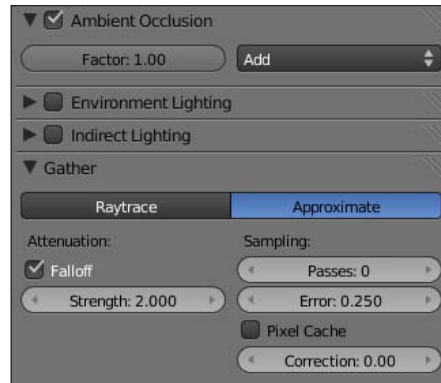 Ambient Occlusion
Factor: 1.00 Add
Environment Lighting
Indirect Lighting
Gather
Raytrace Approximate
Attenuation: Sampling:
Falloff Passes: 0
Strength: 2.000 Error: 0.250
Pixel Cache
Correction: 0.00